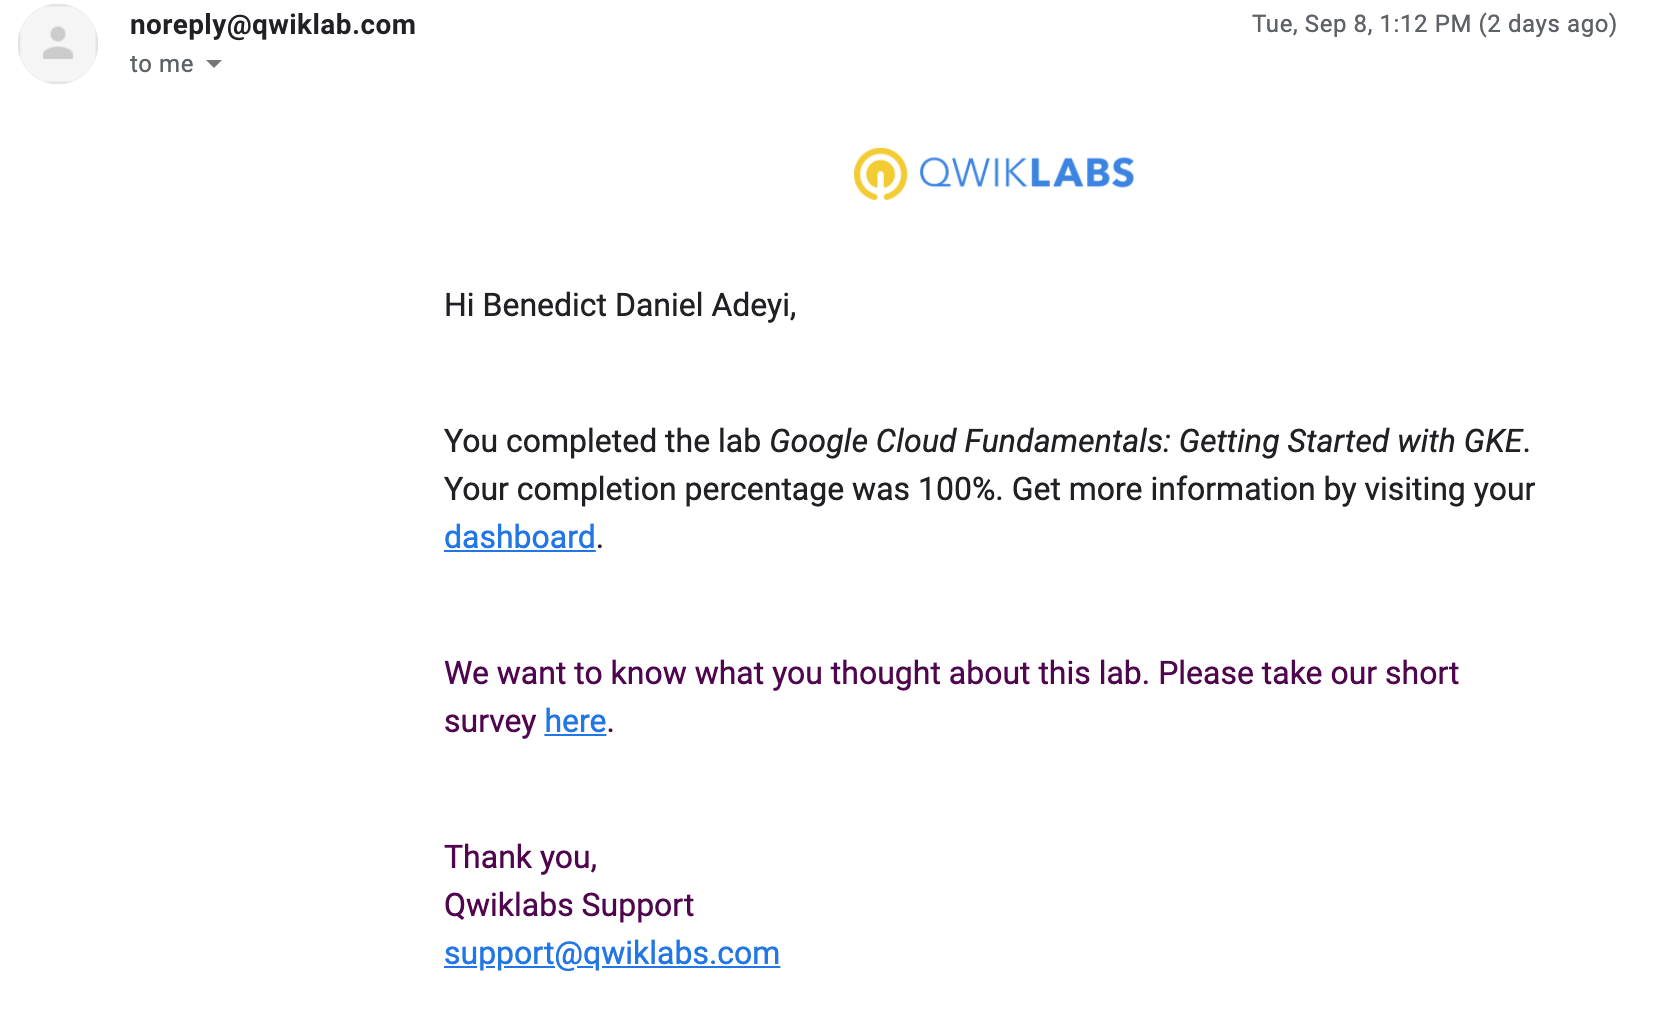 noreply@qwiklab.com
Tue, Sep 8, 1:12 PM (2 days ago)
to me
QWIKLABS
Hi Benedict Daniel Adeyi,
You completed the lab Google Cloud Fundamentals: Getting Started with GKE.
Your completion percentage was 100%. Get more information by visiting your
dashboard.
We want to know what you thought about this lab. Please take our short
survey here.
Thank you,
Qwiklabs Support
support@qwiklabs.com